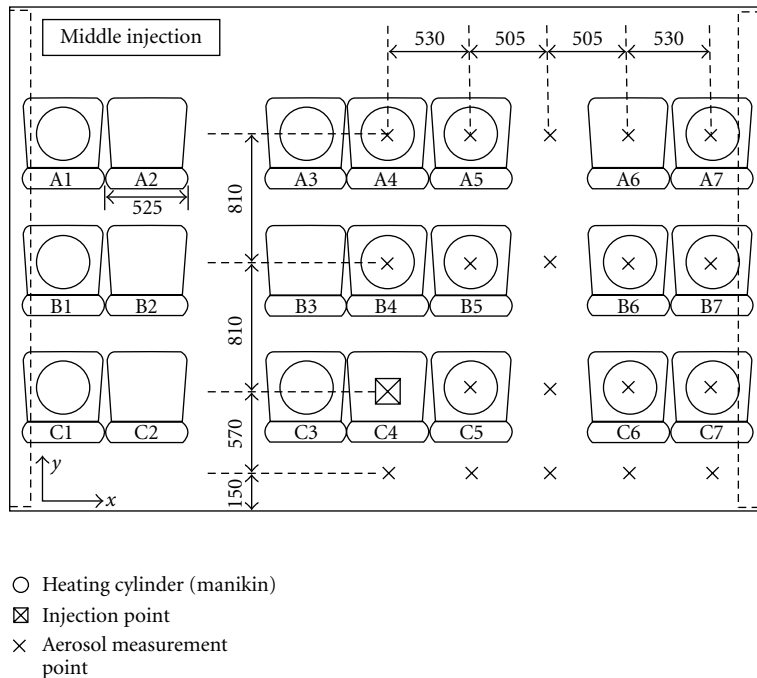 Middle injection
530 505 505 530
A1 A2 A3 A4 A5 A6 A7
525
810
B1 B2 B3 B4 B5 B6 B7
810
C1 C2 C3 C4 C5 C6 C7
570
y
x
150
Heating cylinder (manikin)
Injection point
Aerosol measurement
point